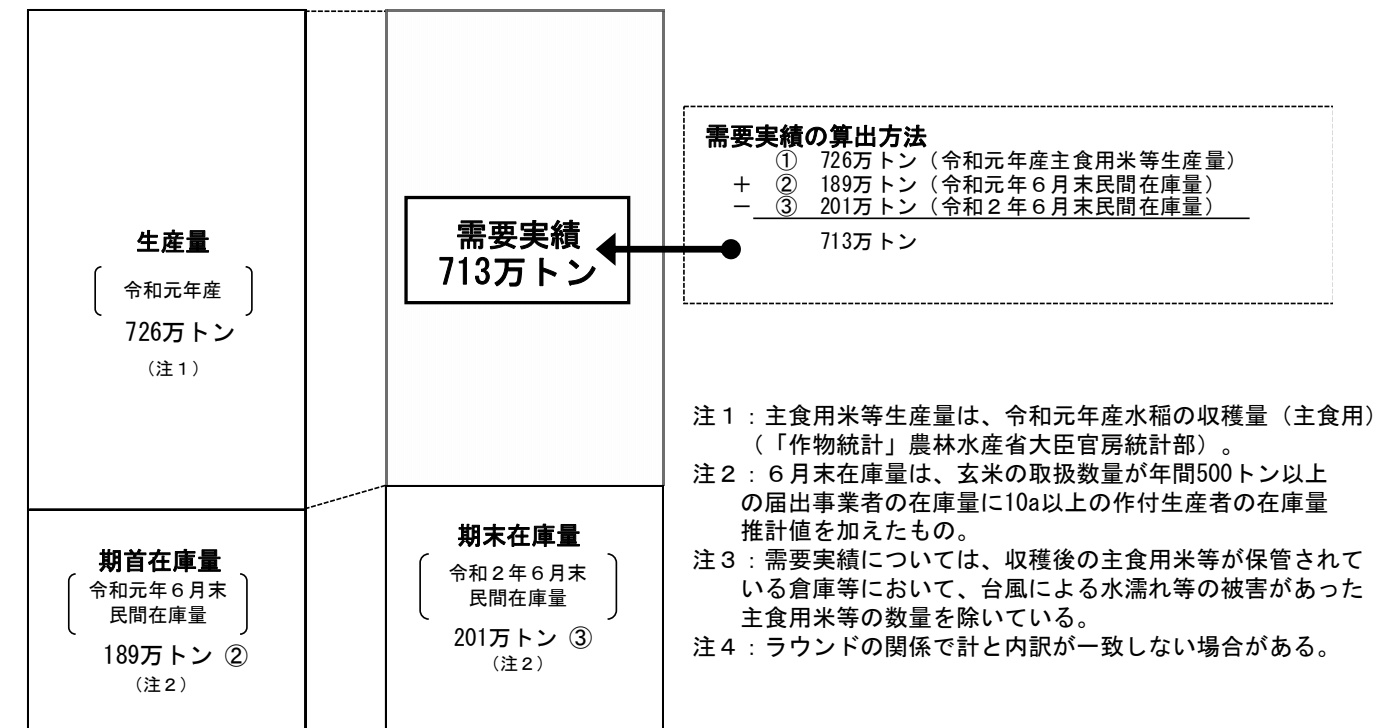 生産量
令和元年産
726万トン
(注1)
期首在庫量
令和元年6月末
民間在庫量
189万トン ②
(注2)
需要実績
713万トン
期末在庫量
令和2年6月末
民間在庫量
201万トン ③
(注2)
需要実績の算出方法
① 726万トン(令和元年産主食用米等生産量)
+ ② 189万トン(令和元年6月末民間在庫量)
− ③ 201万トン(令和2年6月末民間在庫量)
713万トン
注1:主食用米等生産量は、令和元年産水稲の収穫量(主食用)
(「作物統計」農林水産省大臣官房統計部)。
注2:6月末在庫量は、玄米の取扱数量が年間500トン以上
の届出事業者の在庫量に10a以上の作付生産者の在庫量
推計値を加えたもの。
注3:需要実績については、収穫後の主食用米等が保管されて
いる倉庫等において、台風による水濡れ等の被害があった
主食用米等の数量を除いている。
注4:ラウンドの関係で計と内訳が一致しない場合がある。